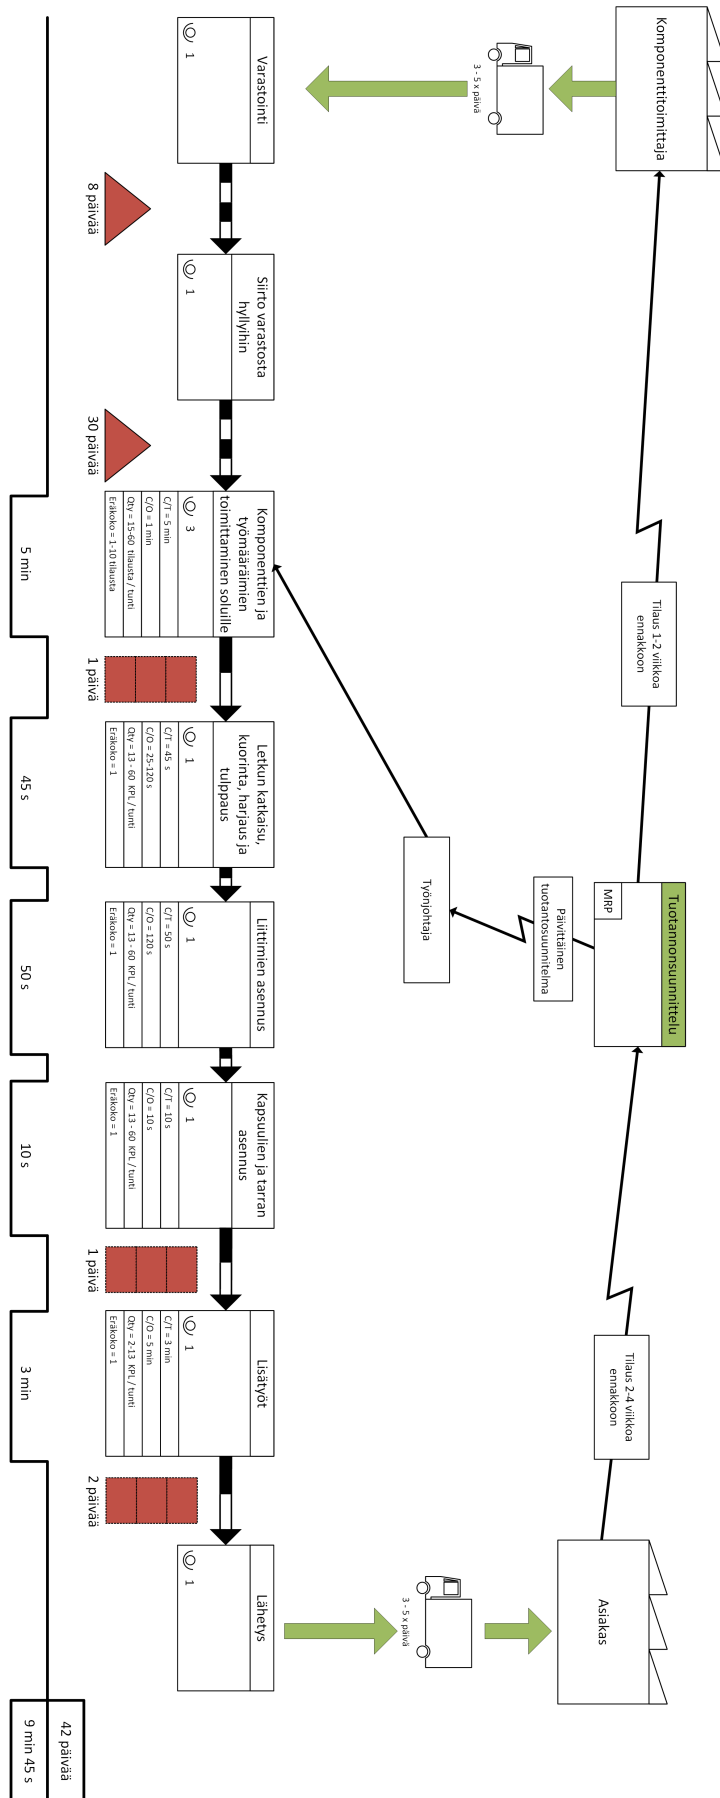 Komponenttitoimittaja
Tilaus 1-2 viikkoa
ennakkoon
Tuotannonsuunnittelu
MRP
Tilaus 2-4 viikkoa
ennakkoon
Asiakas
3 - 5 x päivä
Päivittäinen
tuotantosuunnitelma
Työnjohtaja
3 - 5 x päivä
Varastointi
1
8 päivää
Siirto varastosta
hyllyihin
1
30 päivää
Komponenttien ja
työmääräimien
toimittaminen soluille
3
C/T = 5 min
C/O = 1 min
Qty = 15-60 tilausta / tunti
Eräkoko = 1-10 tilausta
1 päivä
Letkun katkaisu,
kuorinta, harjaus ja
tulppaus
1
C/T = 45 s
C/O = 25-120 s
Qty = 13 - 60 KPL / tunti
Eräkoko = 1
Liittimien asennus
1
C/T = 50 s
C/O = 120 s
Qty = 13 - 60 KPL / tunti
Eräkoko = 1
Kapsuulien ja tarran
asennus
1
C/T = 10 s
C/O = 10 s
Qty = 13 - 60 KPL / tunti
Eräkoko = 1
1 päivä
Lisätyöt
1
C/T = 3 min
C/O = 5 min
Qty = 2-13 KPL / tunti
Eräkoko = 1
2 päivää
Lähetys
1
5 min
45 s
50 s
10 s
3 min
42 päivää
9 min 45 s